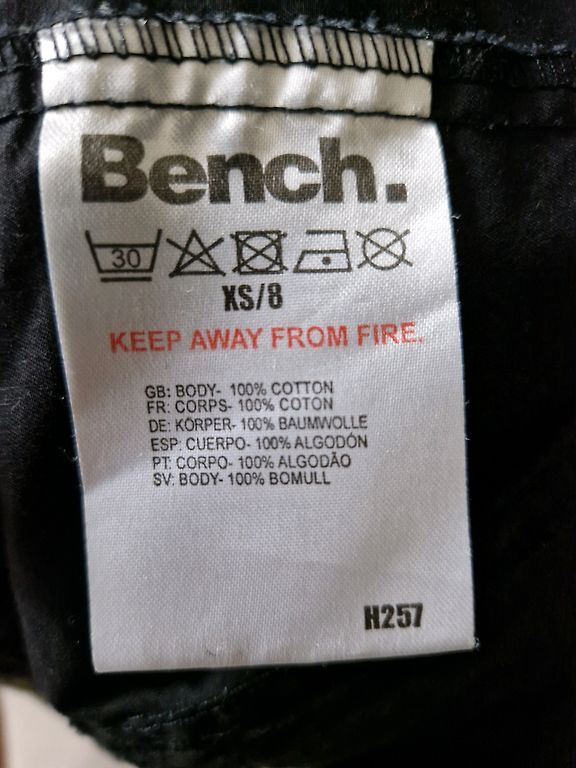 Bench.
30
XS/8
KEEP AWAY FROM FIRE.
GB: BODY- 100% COTTON
FR: CORPS- 100% COTON
DE: KÖRPER- 100% BAUMWOLLE
ESP: CUERPO- 100% ALGODÓN
PT: CORPO- 100% ALGODÃO
SV: BODY- 100% BOMULL
H257